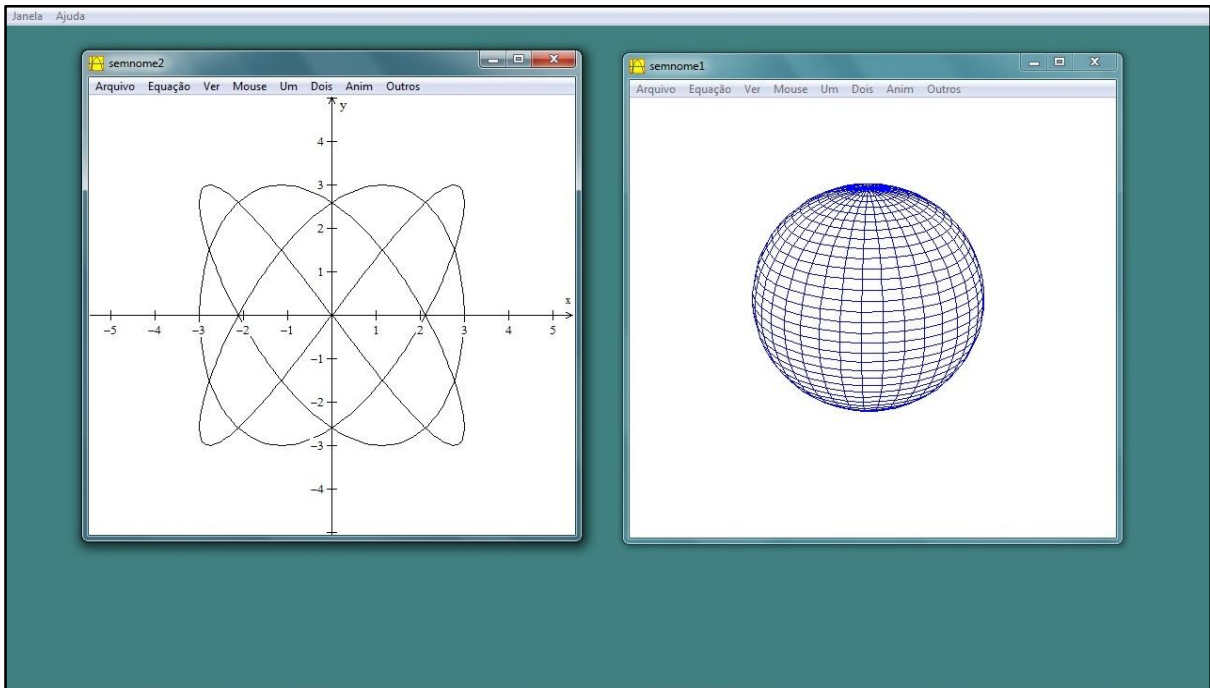 Janela Ajuda
semnome2
Arquivo Equação Ver Mouse Um Dois Anim Outros
y
4
3
2
1
x
−5 −4 −3 −2 −1 1 2 3 4 5
−1
−2
−3
−4
semnome1
Arquivo Equação Ver Mouse Um Dois Anim Outros